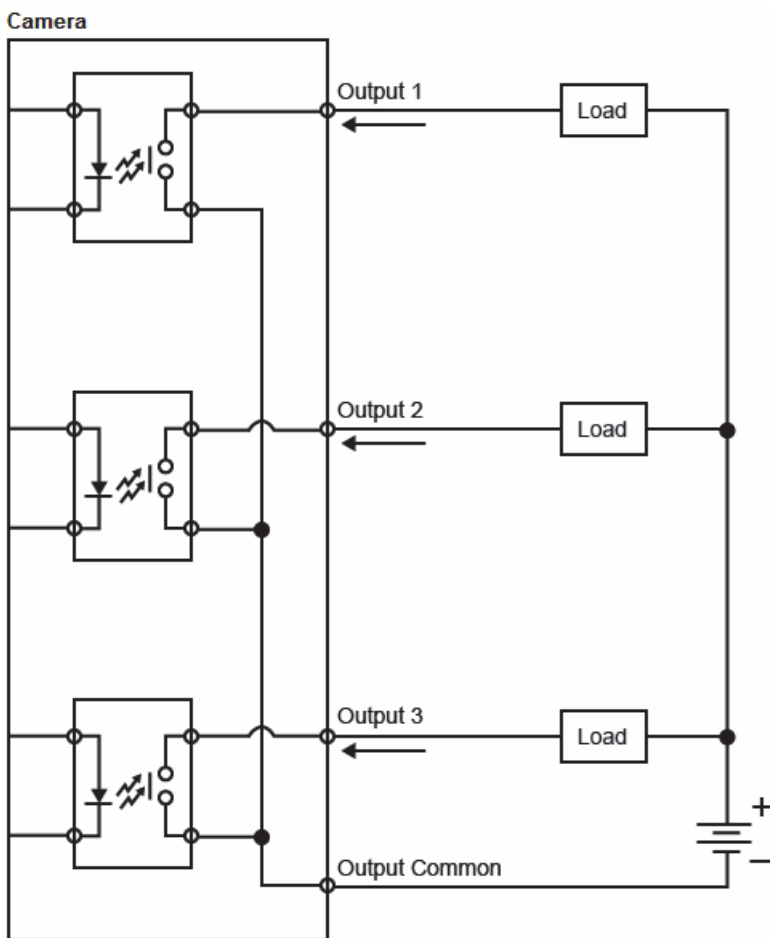 Camera
Output 1
Load
Output 2
Load
Output 3
Load
+
Output Common
−